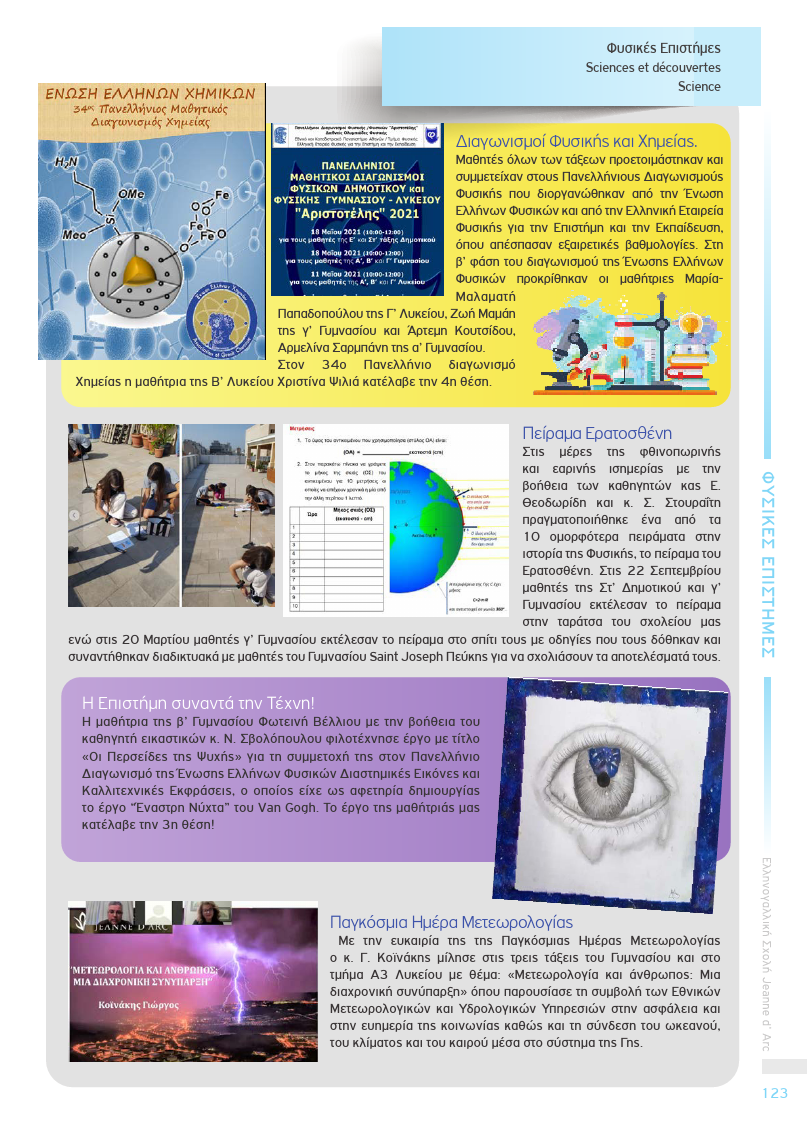 Φυσικές Επιστήμες
Sciences et découvertes
Science
ΕΝΩΣΗ ΕΛΛΗΝΩΝ ΧΗΜΙΚΩΝ
34ος Πανελλήνιος Μαθητικός
Διαγωνισμός Χημείας
H2N
OMe
Si
MeO
Fe
O
O
Fe
O
Fe
O
Πανελλήνιοι Διαγωνισμοί Φυσικής /Φυσικών "Αριστοτέλης"
Διεθνής Ολυμπιάδα Φυσικής
ΠΑΝΕΛΛΗΝΙΟΙ
ΜΑΘΗΤΙΚΟΙ ΔΙΑΓΩΝΙΣΜΟΙ
ΦΥΣΙΚΩΝ ΔΗΜΟΤΙΚΟΥ και
ΦΥΣΙΚΗΣ ΓΥΜΝΑΣΙΟΥ - ΛΥΚΕΙΟΥ
"Αριστοτέλης" 2021
18 Μαΐου 2021 (10:00-12:00)
για τους μαθητές της Ε' και Στ' τάξης Δημοτικού
18 Μαΐου 2021 (10:00-12:00)
για τους μαθητές της Α', Β' και Γ' Γυμνασίου
11 Μαΐου 2021 (10:00-12:00)
για τους μαθητές της Α', Β' και Γ' Λυκείου
Διαγωνισμοί Φυσικής και Χημείας.
Μαθητές όλων των τάξεων προετοιμάστηκαν και
συμμετείχαν στους Πανελλήνιους Διαγωνισμούς
Φυσικής που διοργανώθηκαν από την Ένωση
Ελλήνων Φυσικών και από την Ελληνική Εταιρεία
Φυσικής για την Επιστήμη και την Εκπαίδευση,
όπου απέσπασαν εξαιρετικές βαθμολογίες. Στη
β' φάση του διαγωνισμού της Ένωσης Ελλήνων
Φυσικών προκρίθηκαν οι μαθήτριες Μαρία-
Μαλαματή
Παπαδοπούλου της Γ' Λυκείου, Ζωή Μαμάν
της γ' Γυμνασίου και Άρτεμη Κουτσίδου,
Αρμελίνα Σαρμπάνη της α' Γυμνασίου.
Στον 34ο Πανελλήνιο διαγωνισμό
Χημείας η μαθήτρια της Β' Λυκείου Χριστίνα Ψιλιά κατέλαβε την 4η θέση.
Μετρήσεις
1. Το ύψος του αντικειμένου που χρησιμοποίησα (στύλος ΟΑ) είναι:
(ΟΑ) = εκατοστά (cm)
2. Στον παρακάτω πίνακα να γράψετε
το μήκος της σκιάς (ΟΣ) του
αντικειμένου για 10 μετρήσεις οι
οποίες να απέχουν χρονικά η μία από
την άλλη περίπου 1 λεπτό.
Ώρα
Μήκος σκιάς (ΟΣ)
(εκατοστά - cm)
1
2
3
4
5
6
7
8
9
10
Πείραμα Ερατοσθένη
Στις μέρες της φθινοπωρινής
και εαρινής ισημερίας με την
βοήθεια των καθηγητών κας Ε.
Θεοδωρίδη και κ. Σ. Στουραΐτη
πραγματοποιήθηκε ένα από τα
10 ομορφότερα πειράματα στην
ιστορία της Φυσικής, το πείραμα του
Ερατοσθένη. Στις 22 Σεπτεμβρίου
μαθητές της Στ' Δημοτικού και γ'
Γυμνασίου εκτέλεσαν το πείραμα
στην ταράτσα του σχολείου μας
ενώ στις 20 Μαρτίου μαθητές γ' Γυμνασίου εκτέλεσαν το πείραμα στο σπίτι τους με οδηγίες που τους δόθηκαν και
συναντήθηκαν διαδικτυακά με μαθητές του Γυμνασίου Saint Joseph Πεύκης για να σχολιάσουν τα αποτελέσματά τους.
Η Επιστήμη συναντά την Τέχνη!
Η μαθήτρια της β' Γυμνασίου Φωτεινή Βέλλιου με την βοήθεια του
καθηγητή εικαστικών κ. Ν. Σβολόπουλου φιλοτέχνησε έργο με τίτλο
«Οι Περσείδες της Ψυχής» για τη συμμετοχή της στον Πανελλήνιο
Διαγωνισμό της Ένωσης Ελλήνων Φυσικών Διαστημικές Εικόνες και
Καλλιτεχνικές Εκφράσεις, ο οποίος είχε ως αφετηρία δημιουργίας
το έργο "Έναστρη Νύχτα" του Van Gogh. Το έργο της μαθήτριάς μας
κατέλαβε την 3η θέση!
JEANNE D'ARC
"ΜΕΤΕΩΡΟΛΟΓΙΑ ΚΑΙ ΑΝΘΡΩΠΟΣ;
ΜΙΑ ΔΙΑΧΡΟΝΙΚΗ ΣΥΝΥΠΑΡΞΗ"
Κοϊνάκης Γιώργος
Παγκόσμια Ημέρα Μετεωρολογίας
Με την ευκαιρία της της Παγκόσμιας Ημέρας Μετεωρολογίας
ο κ. Γ. Κοϊνάκης μίλησε στις τρεις τάξεις του Γυμνασίου και στο
τμήμα Α3 Λυκείου με θέμα: «Μετεωρολογία και άνθρωπος: Μια
διαχρονική συνύπαρξη» όπου παρουσίασε τη συμβολή των Εθνικών
Μετεωρολογικών και Υδρολογικών Υπηρεσιών στην ασφάλεια και
στην ευημερία της κοινωνίας καθώς και τη σύνδεση του ωκεανού,
του κλίματος και του καιρού μέσα στο σύστημα της Γης.
ΦΥΣΙΚΕΣ ΕΠΙΣΤΗΜΕΣ
Ελληνογαλλική Σχολή Jeanne d' Arc
123